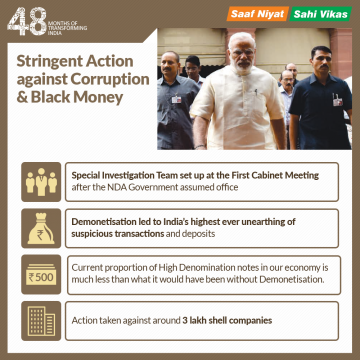 48 MONTHS OF
TRANSFORMING
INDIA
Saaf Niyat Sahi Vikas
Stringent Action
against Corruption
& Black Money
Special Investigation Team set up at the First Cabinet Meeting
after the NDA Government assumed office
Demonetisation led to India's highest ever unearthing of
suspicious transactions and deposits
₹
₹500
Current proportion of High Denomination notes in our economy is
much less than what it would have been without Demonetisation.
Action taken against around 3 lakh shell companies